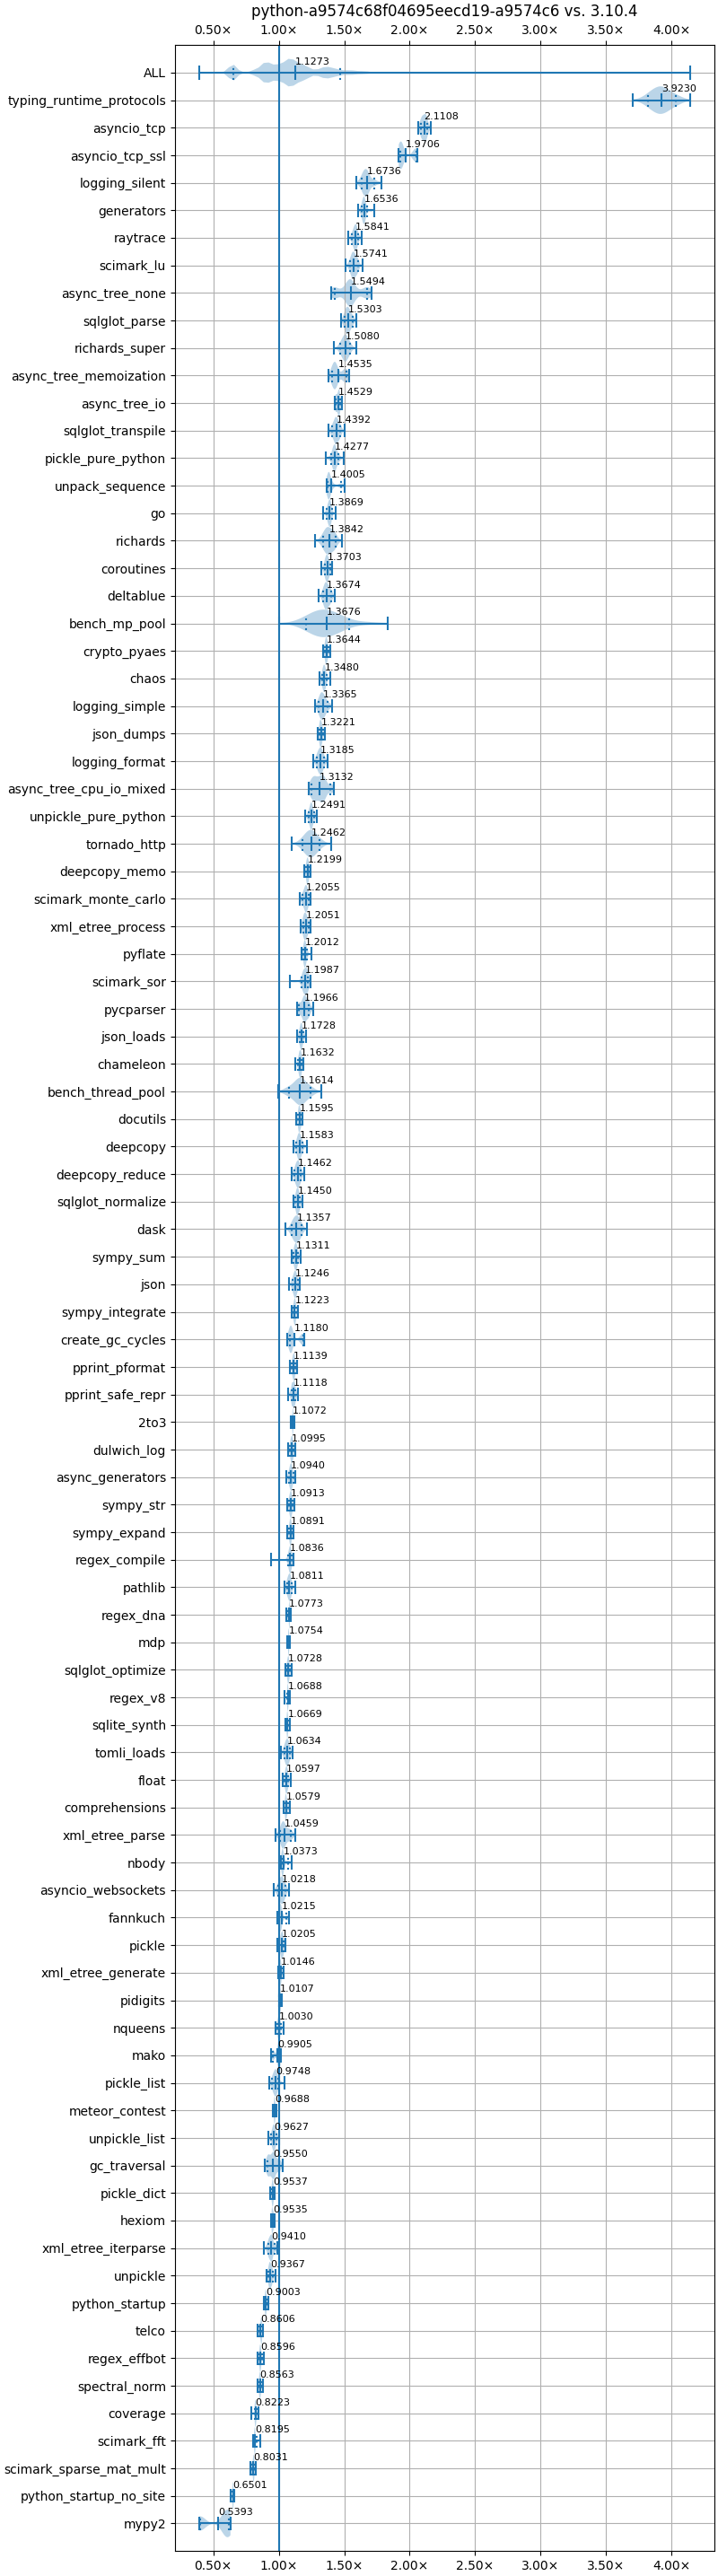 python-a9574c68f04695eecd19-a9574c6 vs. 3.10.4
0.50× 1.00× 1.50× 2.00× 2.50× 3.00× 3.50× 4.00×
ALL 1.1273
typing_runtime_protocols 3.9230
asyncio_tcp 2.1108
asyncio_tcp_ssl 1.9706
logging_silent 1.6736
generators 1.6536
raytrace 1.5841
scimark_lu 1.5741
async_tree_none 1.5494
sqlglot_parse 1.5303
richards_super 1.5080
async_tree_memoization 1.4535
async_tree_io 1.4529
sqlglot_transpile 1.4392
pickle_pure_python 1.4277
unpack_sequence 1.4005
go 1.3869
richards 1.3842
coroutines 1.3703
deltablue 1.3674
bench_mp_pool 1.3676
crypto_pyaes 1.3644
chaos 1.3480
logging_simple 1.3365
json_dumps 1.3221
logging_format 1.3185
async_tree_cpu_io_mixed 1.3132
unpickle_pure_python 1.2491
tornado_http 1.2462
deepcopy_memo 1.2199
scimark_monte_carlo 1.2055
xml_etree_process 1.2051
pyflate 1.2012
scimark_sor 1.1987
pycparser 1.1966
json_loads 1.1728
chameleon 1.1632
bench_thread_pool 1.1614
docutils 1.1595
deepcopy 1.1583
deepcopy_reduce 1.1462
sqlglot_normalize 1.1450
dask 1.1357
sympy_sum 1.1311
json 1.1246
sympy_integrate 1.1223
create_gc_cycles 1.1180
pprint_pformat 1.1139
pprint_safe_repr 1.1118
2to3 1.1072
dulwich_log 1.0995
async_generators 1.0940
sympy_str 1.0913
sympy_expand 1.0891
regex_compile 1.0836
pathlib 1.0811
regex_dna 1.0773
mdp 1.0754
sqlglot_optimize 1.0728
regex_v8 1.0688
sqlite_synth 1.0669
tomli_loads 1.0634
float 1.0597
comprehensions 1.0579
xml_etree_parse 1.0459
nbody 1.0373
asyncio_websockets 1.0218
fannkuch 1.0215
pickle 1.0205
xml_etree_generate 1.0146
pidigits 1.0107
nqueens 1.0030
mako 0.9905
pickle_list 0.9748
meteor_contest 0.9688
unpickle_list 0.9627
gc_traversal 0.9550
pickle_dict 0.9537
hexiom 0.9535
xml_etree_iterparse 0.9410
unpickle 0.9367
python_startup 0.9003
telco 0.8606
regex_effbot 0.8596
spectral_norm 0.8563
coverage 0.8223
scimark_fft 0.8195
scimark_sparse_mat_mult 0.8031
python_startup_no_site 0.6501
mypy2 0.5393
0.50× 1.00× 1.50× 2.00× 2.50× 3.00× 3.50× 4.00×